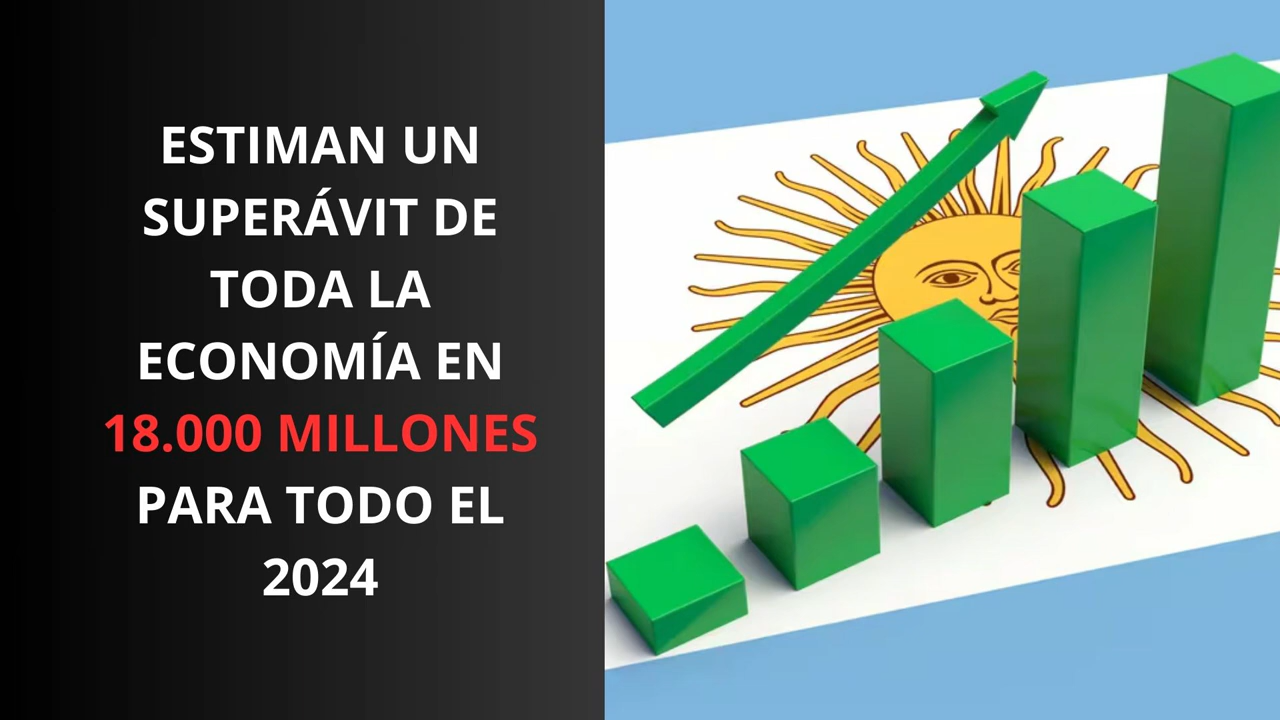 ESTIMAN UN
SUPERÁVIT DE
TODA LA
ECONOMÍA EN
18.000 MILLONES
PARA TODO EL
2024